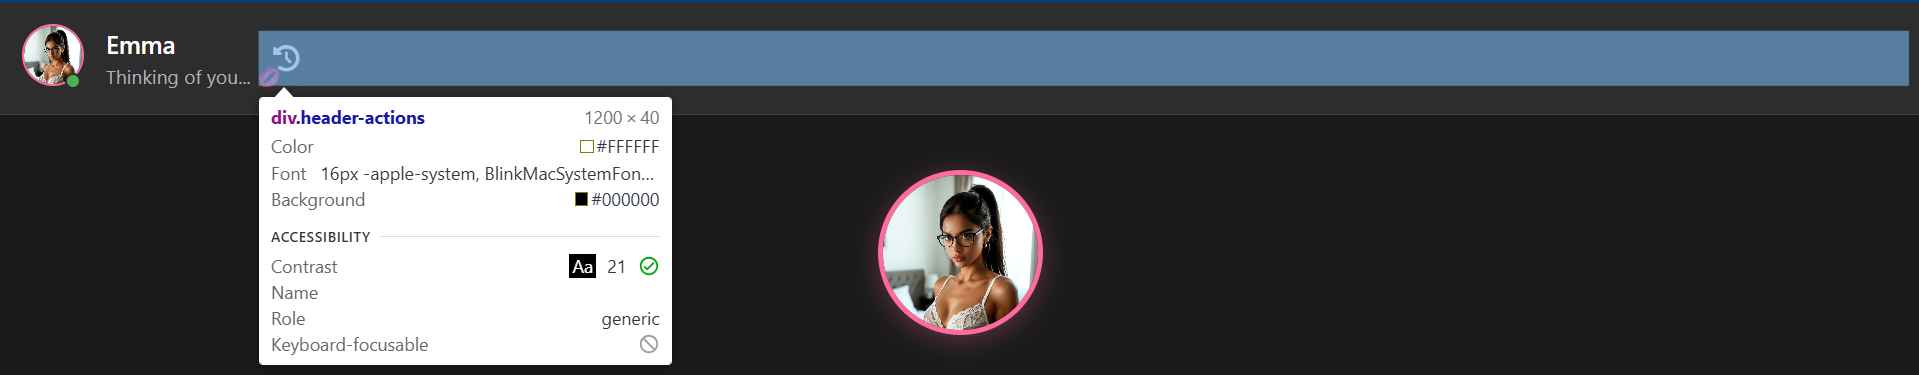 Emma
Thinking of you...
div.header-actions 1200 × 40
Color #FFFFFF
Font 16px -apple-system, BlinkMacSystemFon...
Background #000000
ACCESSIBILITY
Contrast Aa 21
Name
Role generic
Keyboard-focusable